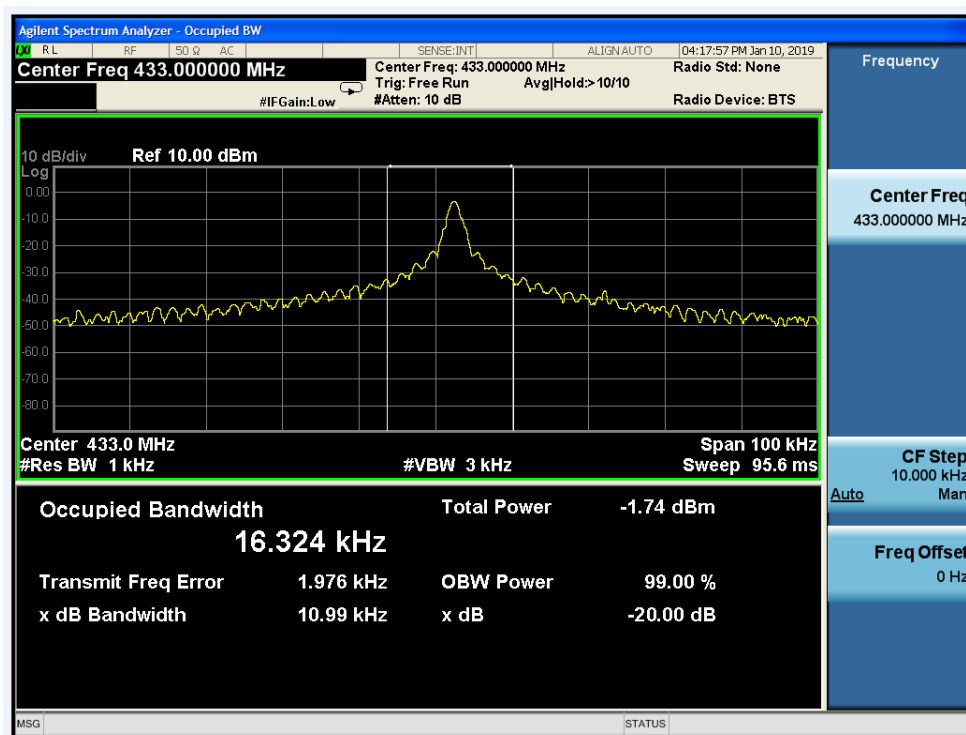 Agilent Spectrum Analyzer - Occupied BW
LXI RL RF 50 Ω AC SENSE:INT ALIGNAUTO 04:17:57 PM Jan 10, 2019
Center Freq 433.000000 MHz
Center Freq: 433.000000 MHz Radio Std: None
Trig: Free Run Avg|Hold:>10/10
#IFGain:Low #Atten: 10 dB Radio Device: BTS
Frequency
10 dB/div Ref 10.00 dBm
Log
0.00
-10.0
-20.0
-30.0
-40.0
-50.0
-60.0
-70.0
-80.0
Center 433.0 MHz Span 100 kHz
#Res BW 1 kHz #VBW 3 kHz Sweep 95.6 ms
Center Freq
433.000000 MHz
CF Step
10.000 kHz
Auto Man
Freq Offset
0 Hz
Occupied Bandwidth Total Power -1.74 dBm
16.324 kHz
Transmit Freq Error 1.976 kHz OBW Power 99.00 %
x dB Bandwidth 10.99 kHz x dB -20.00 dB
MSG STATUS